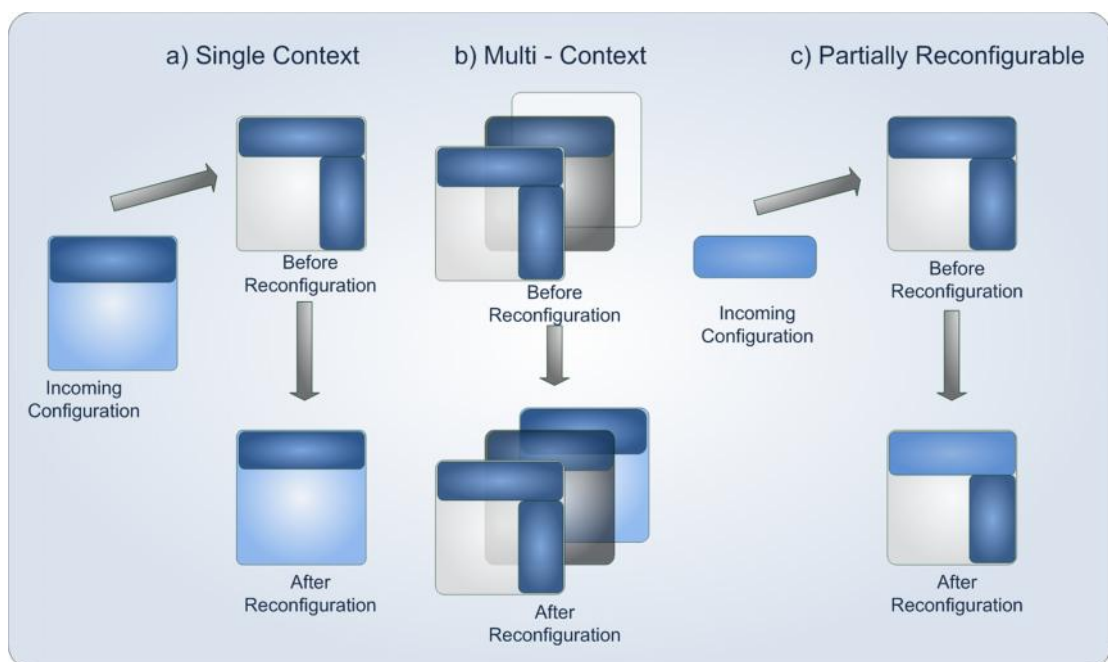 a) Single Context
b) Multi - Context
c) Partially Reconfigurable
Before
Reconfiguration
Incoming
Configuration
After
Reconfiguration
Before
Reconfiguration
After
Reconfiguration
Incoming
Configuration
Before
Reconfiguration
After
Reconfiguration